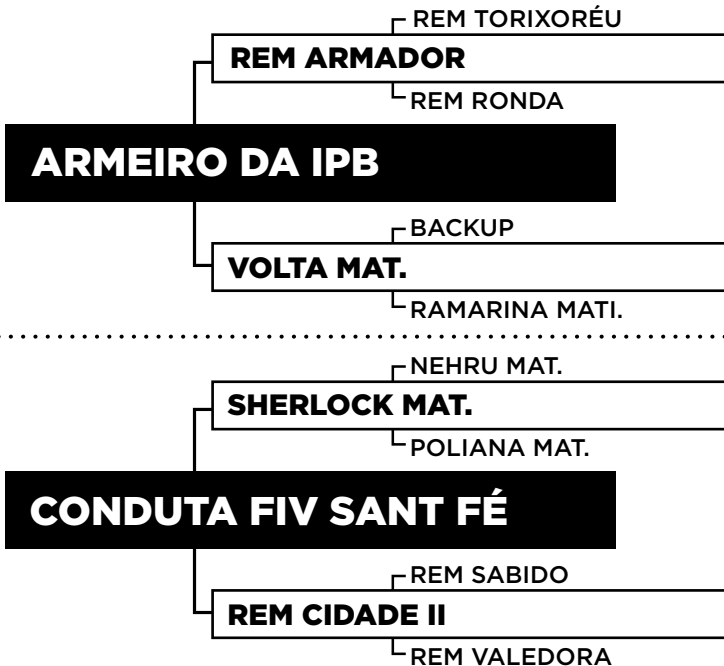 REM TORIXORÉU
REM ARMADOR
REM RONDA
ARMEIRO DA IPB
BACKUP
VOLTA MAT.
RAMARINA MATI.
NEHRU MAT.
SHERLOCK MAT.
POLIANA MAT.
CONDUTA FIV SANT FÉ
REM SABIDO
REM CIDADE II
REM VALEDORA